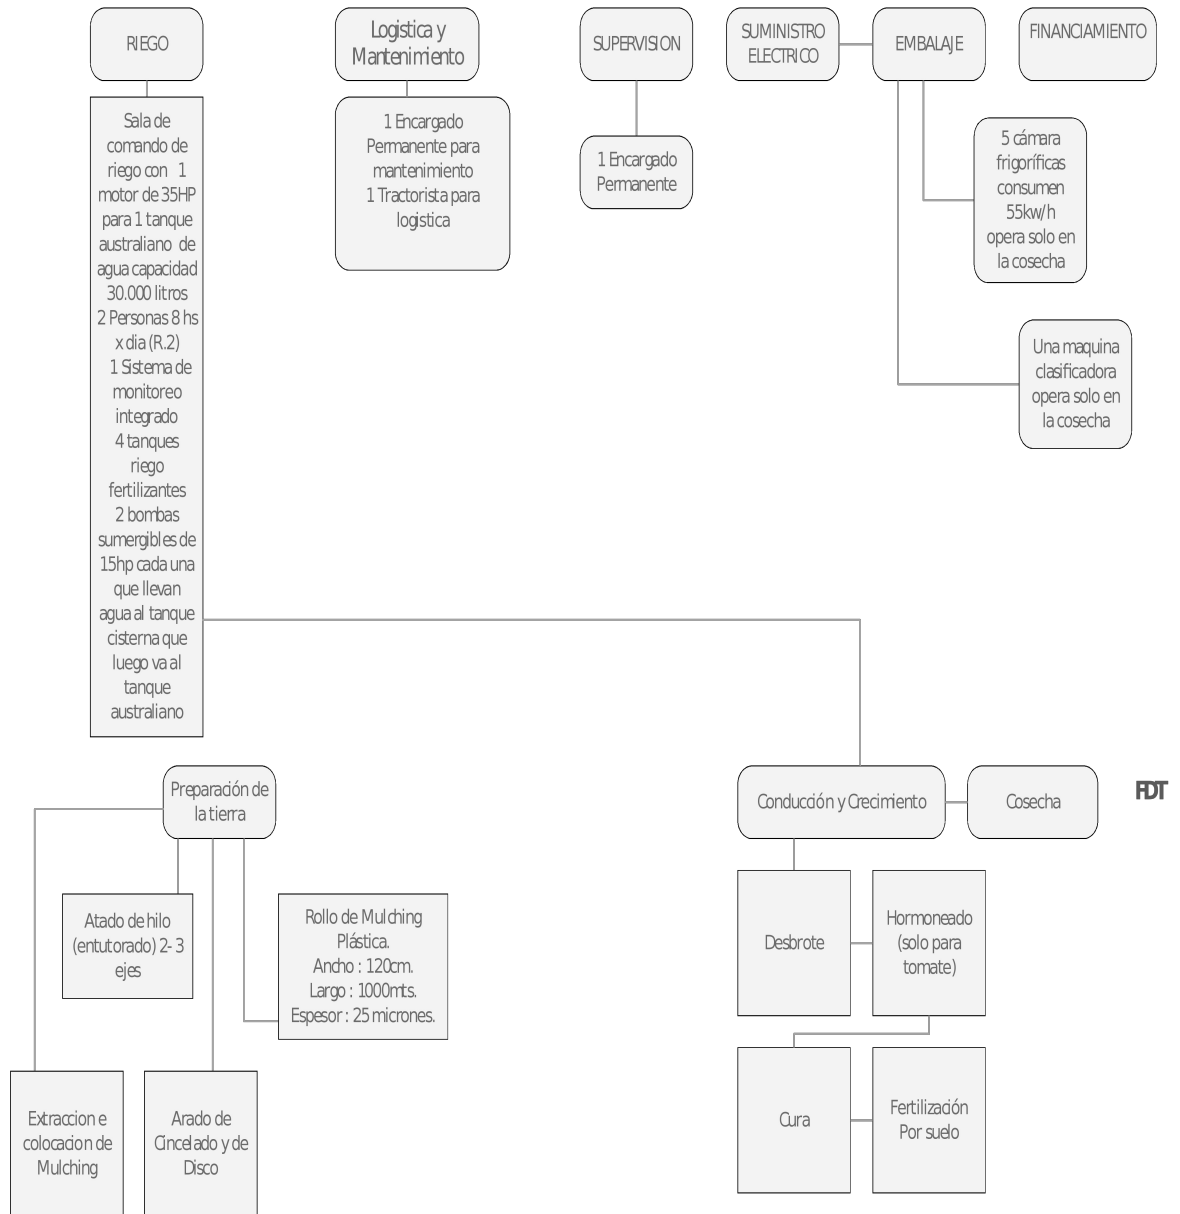 RIEGO
Logistica y
Mantenimiento
SUPERVISION
SUMINISTRO
ELECTRICO
EMBALAJE
FINANCIAMIENTO
Sala de
comando de
riego con 1
motor de 35HP
para 1 tanque
australiano de
agua capacidad
30.000 litros
2 Personas 8 hs
x dia (R.2)
1 Sistema de
monitoreo
integrado
4 tanques
riego
fertilizantes
2 bombas
sumergibles de
15hp cada una
que llevan
agua al tanque
cisterna que
luego va al
tanque
australiano
1 Encargado
Permanente para
mantenimiento
1 Tractorista para
logistica
1 Encargado
Permanente
5 cámara
frigoríficas
consumen
55kw/h
opera solo en
la cosecha
Una maquina
clasificadora
opera solo en
la cosecha
Preparación de
la tierra
Conducción y Crecimiento
Cosecha
FDT
Atado de hilo
(entutorado) 2- 3
ejes
Rollo de Mulching
Plástica.
Ancho : 120cm.
Largo : 1000mts.
Espesor : 25 micrones.
Desbrote
Hormoneado
(solo para
tomate)
Extraccion e
colocacion de
Mulching
Arado de
Cincelado y de
Disco
Cura
Fertilización
Por suelo